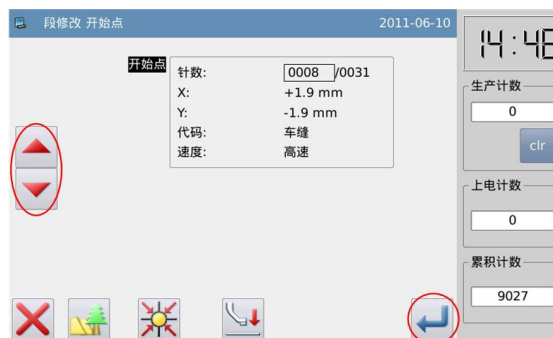 段修改 开始点
2011-06-10
开始点
针数: 0008 /0031
X: +1.9 mm
Y: -1.9 mm
代码: 车缝
速度: 高速
生产计数
0
clr
上电计数
0
累积计数
9027